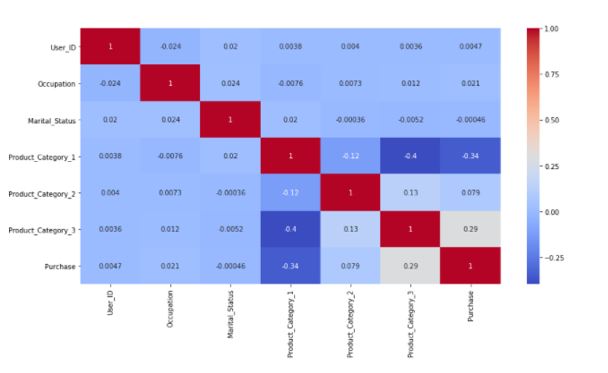 User_ID 1 -0.024 0.02 0.0038 0.004 0.0036 0.0047
Occupation -0.024 1 0.024 -0.0076 0.0073 0.012 0.021
Marital_Status 0.02 0.024 1 0.02 -0.00036 -0.0052 -0.00046
Product_Category_1 0.0038 -0.0076 0.02 1 -0.12 -0.4 -0.34
Product_Category_2 0.004 0.0073 -0.00036 -0.12 1 0.13 0.079
Product_Category_3 0.0036 0.012 -0.0052 -0.4 0.13 1 0.29
Purchase 0.0047 0.021 -0.00046 -0.34 0.079 0.29 1
User_ID
Occupation
Marital_Status
Product_Category_1
Product_Category_2
Product_Category_3
Purchase
1.00
0.75
0.50
0.25
0.00
-0.25